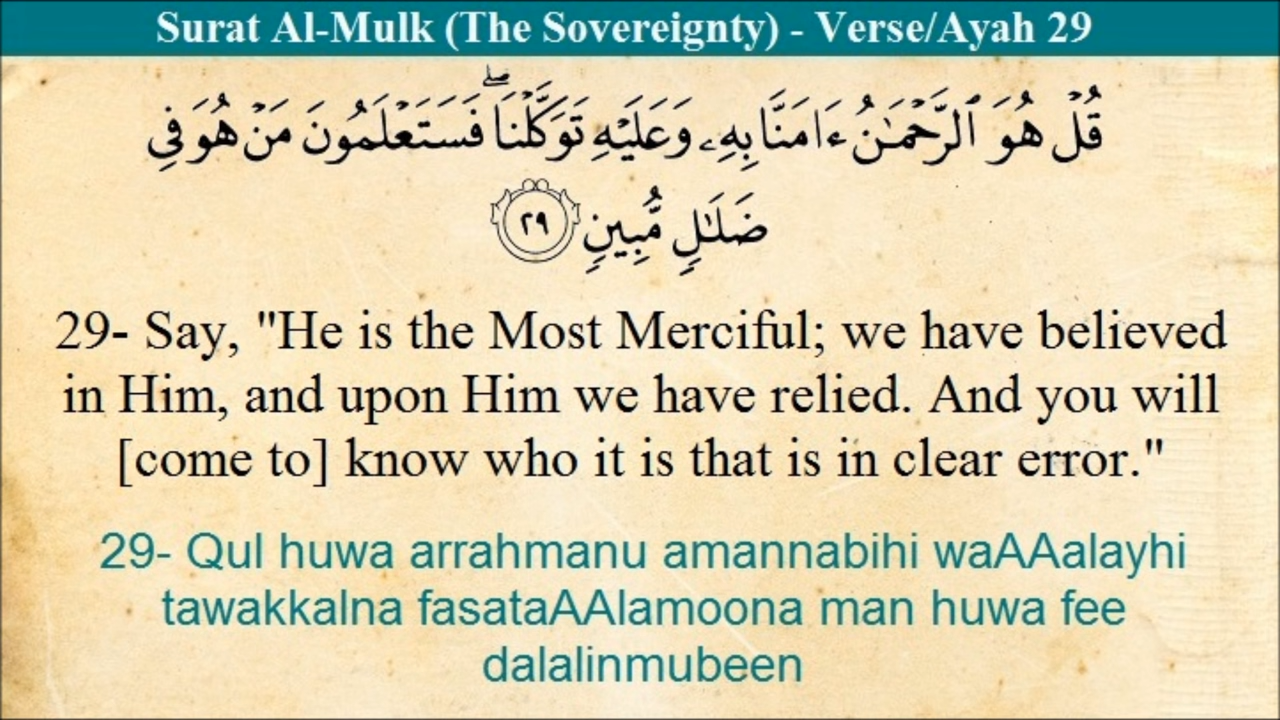 Surat Al-Mulk (The Sovereignty) - Verse/Ayah 29
قُلْ هُوَ ٱلرَّحْمَـٰنُ ءَامَنَّا بِهِۦ وَعَلَيْهِ تَوَكَّلْنَا ۖ فَسَتَعْلَمُونَ مَنْ هُوَ فِى
ضَلَـٰلٍ مُّبِينٍ ٢٩
29- Say, "He is the Most Merciful; we have believed
in Him, and upon Him we have relied. And you will
[come to] know who it is that is in clear error."
29- Qul huwa arrahmanu amannabihi waAAalayhi
tawakkalna fasataAAlamoona man huwa fee
dalalinmubeen